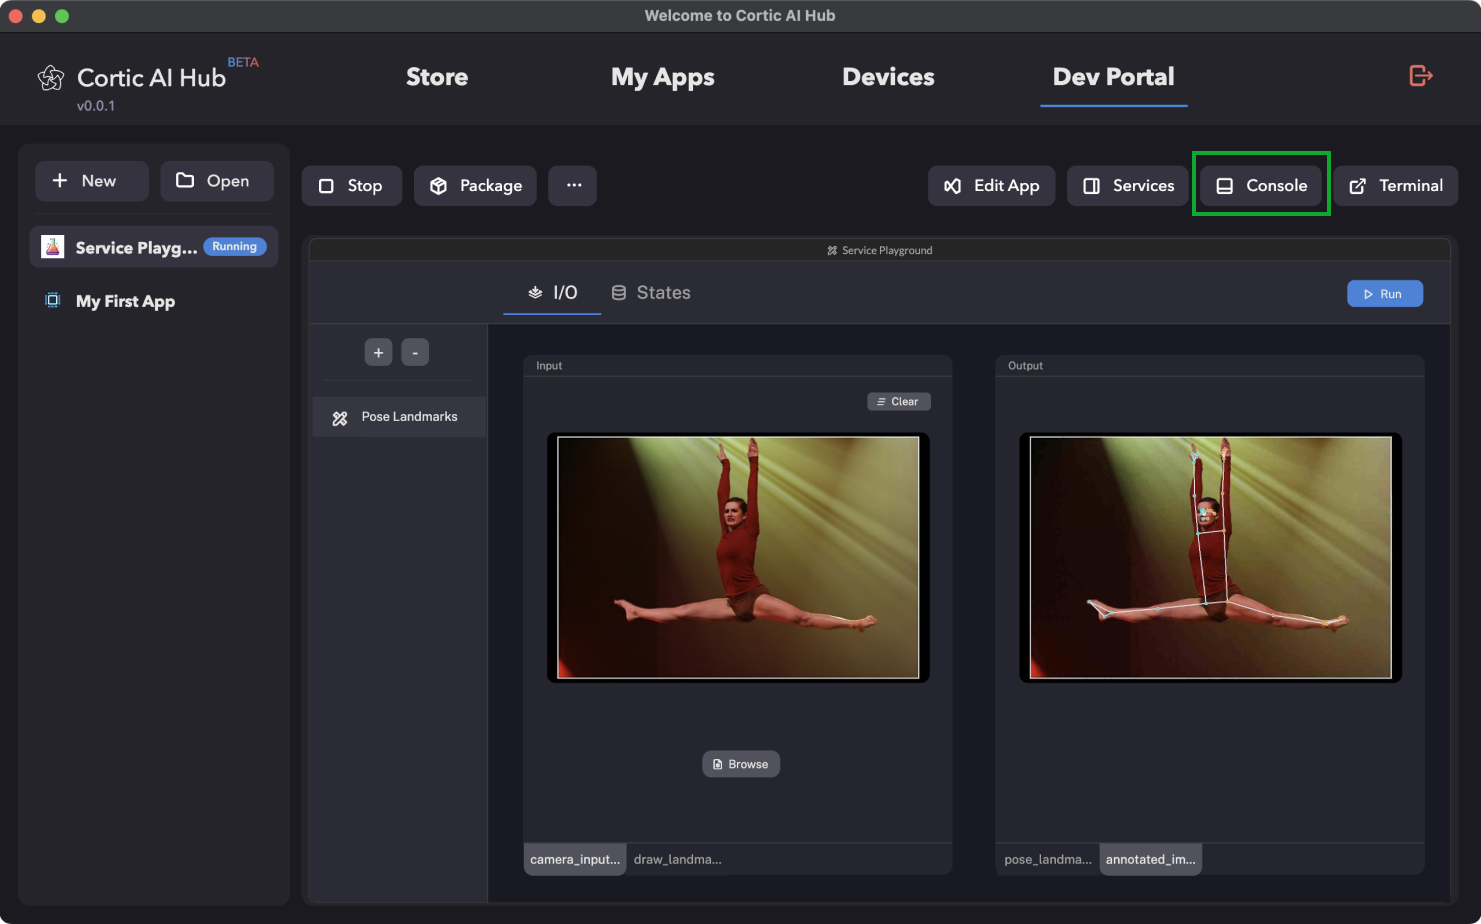 Welcome to Cortic AI Hub
Cortic AI Hub BETA
v0.0.1
Store
My Apps
Devices
Dev Portal
+ New
Open
Service Playg... Running
My First App
Stop
Package
...
Edit App
Services
Console
Terminal
Service Playground
I/O
States
Run
+
-
Pose Landmarks
Input
Clear
Browse
camera_input...
draw_landma...
Output
pose_landma...
annotated_im...